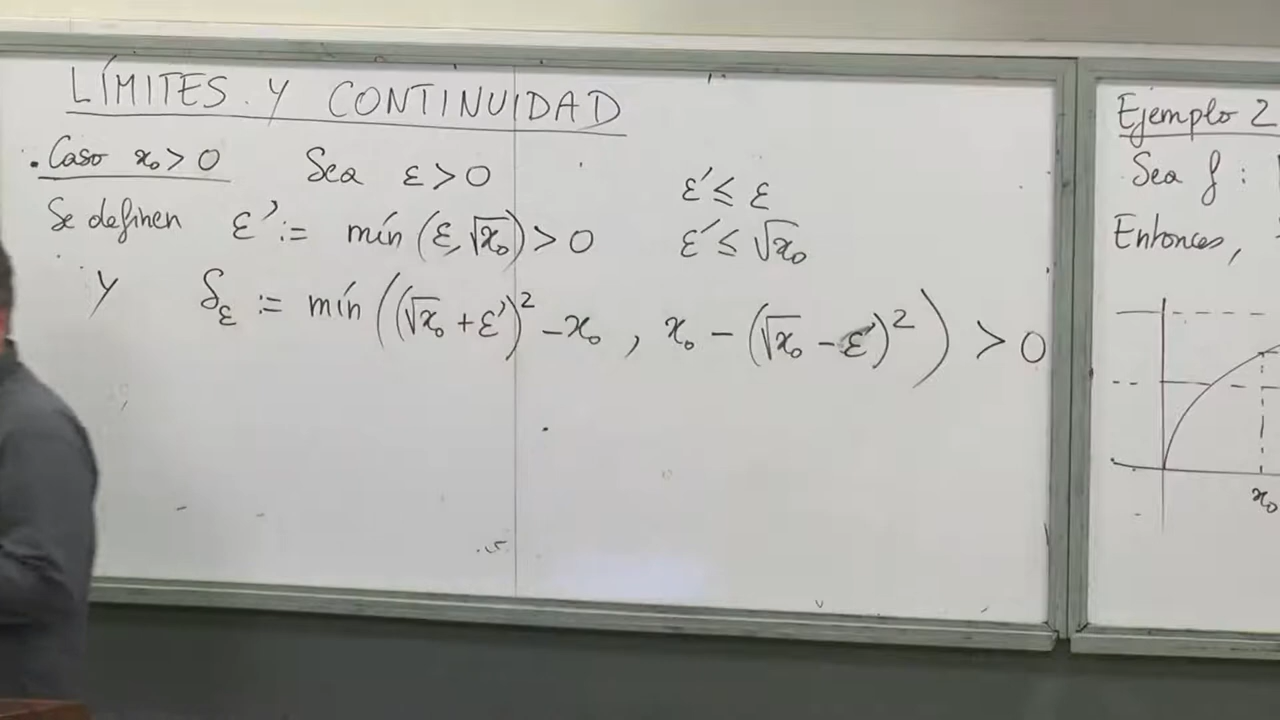 LÍMITES Y CONTINUIDAD
. Caso x₀ > 0 Sea ε > 0
ε' ≤ ε
Se definen ε' := mín (ε, √x₀) > 0
ε' ≤ √x₀
y δ_ε := mín ((√x₀ + ε')² - x₀ , x₀ - (√x₀ - ε')²) > 0
Ejemplo 2
Sea f :
Entonces,
x₀